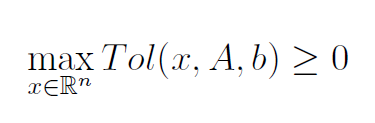 max Tol(x, A, b) ≥ 0
x∈ℝⁿ